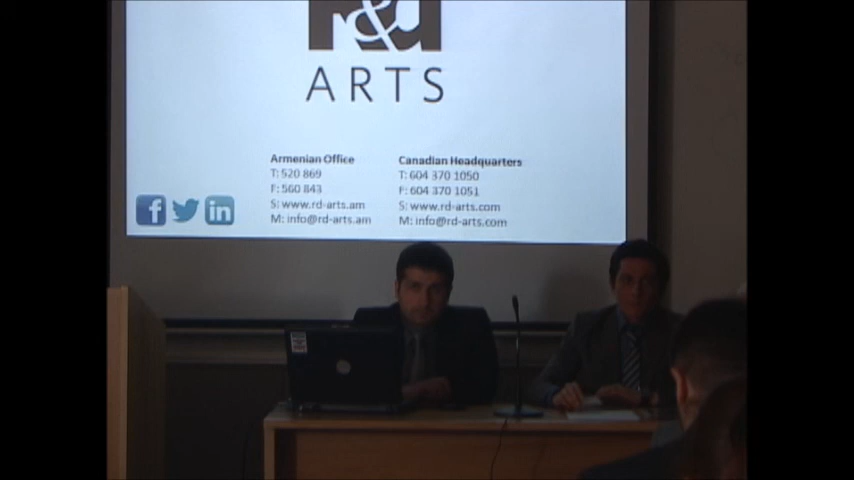 r&d
ARTS
Armenian Office
T: 520 869
F: 560 843
S: www.rd-arts.am
M: info@rd-arts.am
Canadian Headquarters
T: 604 370 1050
F: 604 370 1051
S: www.rd-arts.com
M: info@rd-arts.com
f
in